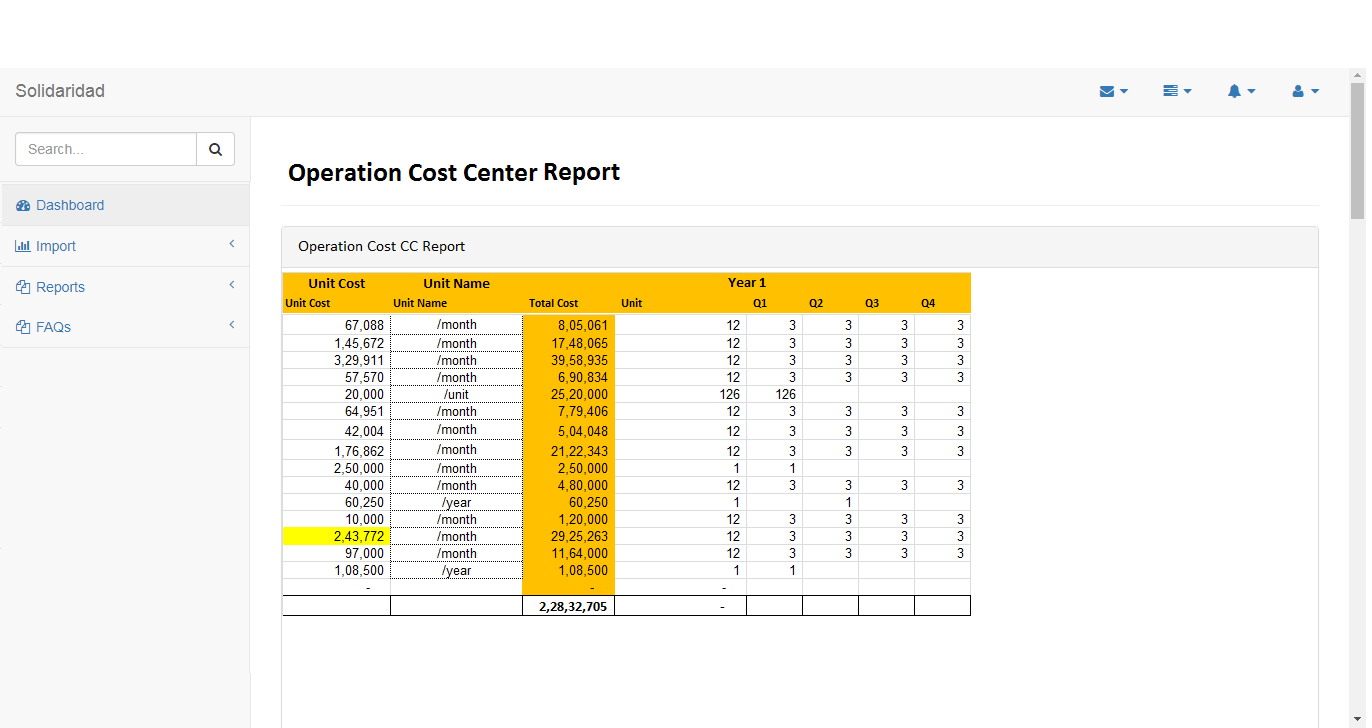 Solidaridad
Search...
Dashboard
Import
Reports
FAQs
Operation Cost Center Report
Operation Cost CC Report
Unit Cost Unit Name Year 1
Unit Cost Unit Name Total Cost Unit Q1 Q2 Q3 Q4
67,088 /month 8,05,061 12 3 3 3 3
1,45,672 /month 17,48,065 12 3 3 3 3
3,29,911 /month 39,58,935 12 3 3 3 3
57,570 /month 6,90,834 12 3 3 3 3
20,000 /unit 25,20,000 126 126
64,951 /month 7,79,406 12 3 3 3 3
42,004 /month 5,04,048 12 3 3 3 3
1,76,862 /month 21,22,343 12 3 3 3 3
2,50,000 /month 2,50,000 1 1
40,000 /month 4,80,000 12 3 3 3 3
60,250 /year 60,250 1 1
10,000 /month 1,20,000 12 3 3 3 3
2,43,772 /month 29,25,263 12 3 3 3 3
97,000 /month 11,64,000 12 3 3 3 3
1,08,500 /year 1,08,500 1 1
- - -
2,28,32,705 -